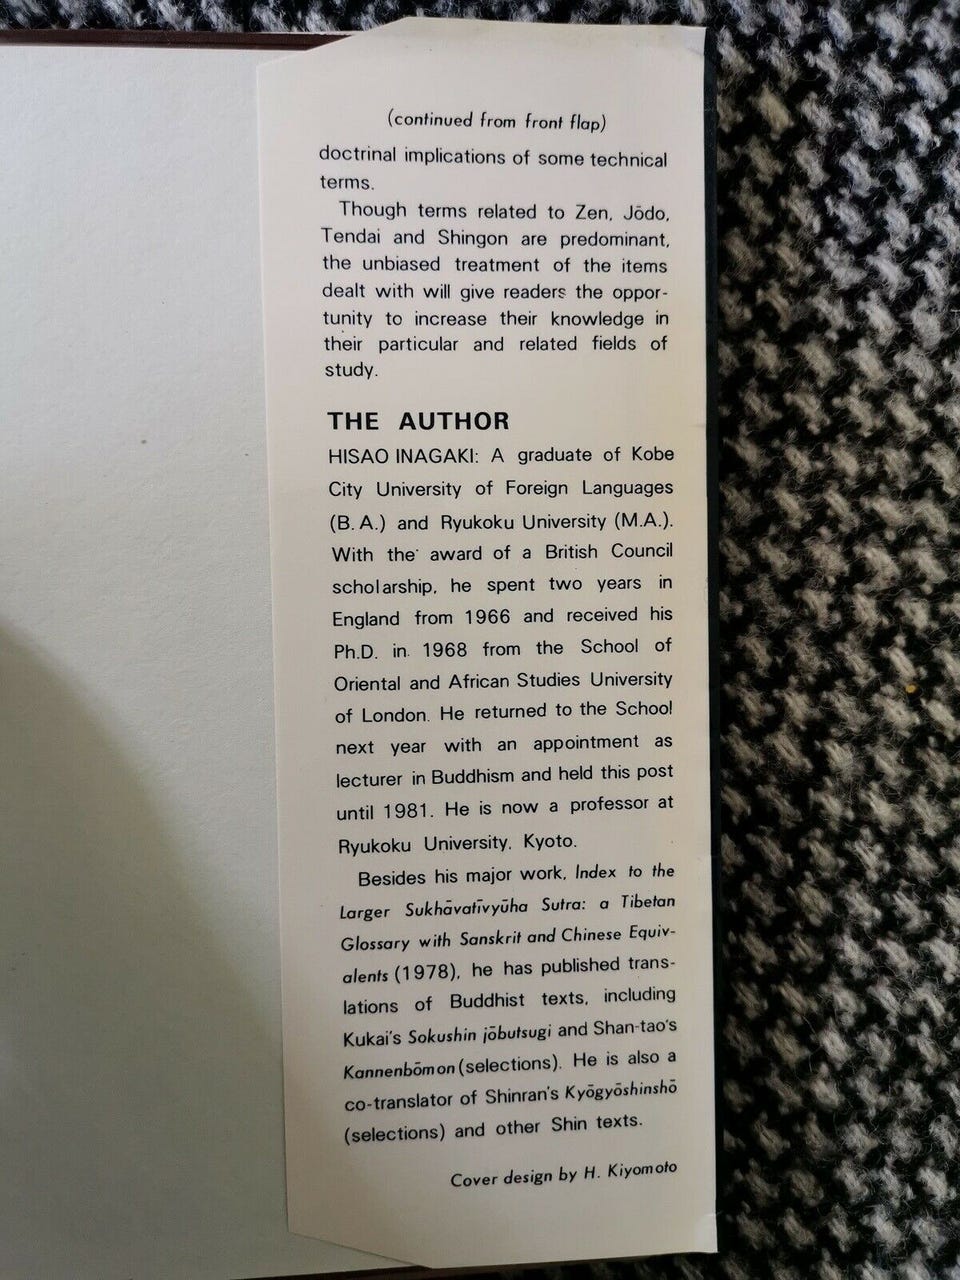 (continued from front flap)
doctrinal implications of some technical
terms.
Though terms related to Zen, Jōdo,
Tendai and Shingon are predominant,
the unbiased treatment of the items
dealt with will give readers the oppor-
tunity to increase their knowledge in
their particular and related fields of
study.
THE AUTHOR
HISAO INAGAKI: A graduate of Kobe
City University of Foreign Languages
(B.A.) and Ryukoku University (M.A.).
With the award of a British Council
scholarship, he spent two years in
England from 1966 and received his
Ph.D. in 1968 from the School of
Oriental and African Studies University
of London. He returned to the School
next year with an appointment as
lecturer in Buddhism and held this post
until 1981. He is now a professor at
Ryukoku University, Kyoto.
Besides his major work, Index to the
Larger Sukhāvatīvyūha Sutra: a Tibetan
Glossary with Sanskrit and Chinese Equiv-
alents (1978), he has published trans-
lations of Buddhist texts, including
Kukai's Sokushin jōbutsugi and Shan-tao's
Kannenbōmon (selections). He is also a
co-translator of Shinran's Kyōgyōshinshō
(selections) and other Shin texts.
Cover design by H. Kiyomoto